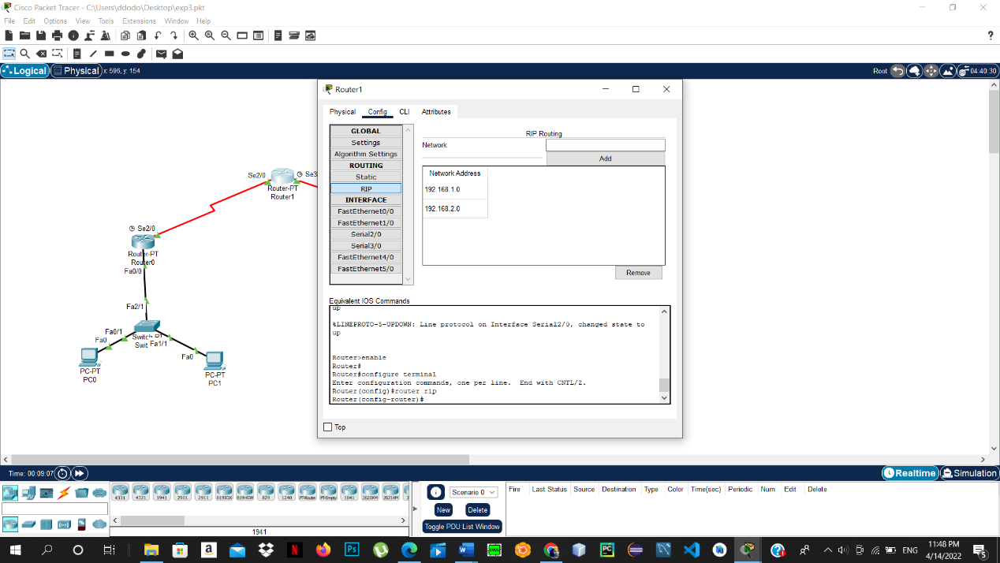 Cisco Packet Tracer - C:\Users\ddodo\Desktop\exp3.pkt
File Edit Options View Tools Extensions Window Help
Logical Physical x: 596, y: 154
Root 04:40:30
Router1
Physical Config CLI Attributes
GLOBAL
Settings
Algorithm Settings
ROUTING
Static
RIP
INTERFACE
FastEthernet0/0
FastEthernet1/0
Serial2/0
Serial3/0
FastEthernet4/0
FastEthernet5/0
RIP Routing
Network
Add
Network Address
192.168.1.0
192.168.2.0
Remove
Equivalent IOS Commands
up
%LINEPROTO-5-UPDOWN: Line protocol on Interface Serial2/0, changed state to
up
Router>enable
Router#
Router#configure terminal
Enter configuration commands, one per line. End with CNTL/Z.
Router(config)#router rip
Router(config-router)#
Top
Se2/0
Se3
Router-PT
Router1
Se2/0
Router-PT
Router0
Fa0/0
Fa2/1
Fa0/1
Fa0
Fa1/1
Fa0
PC-PT
PC0
PC-PT
PC1
Time: 00:09:07
Realtime Simulation
4331 4321 1941 2901 2911 819IOX 819HGW 829 1240 PT-Router PT-Empty 1841 2620XM 2621XM
1941
Scenario 0
New Delete
Toggle PDU List Window
Fire Last Status Source Destination Type Color Time(sec) Periodic Num Edit Delete
ENG
11:48 PM
4/14/2022
5